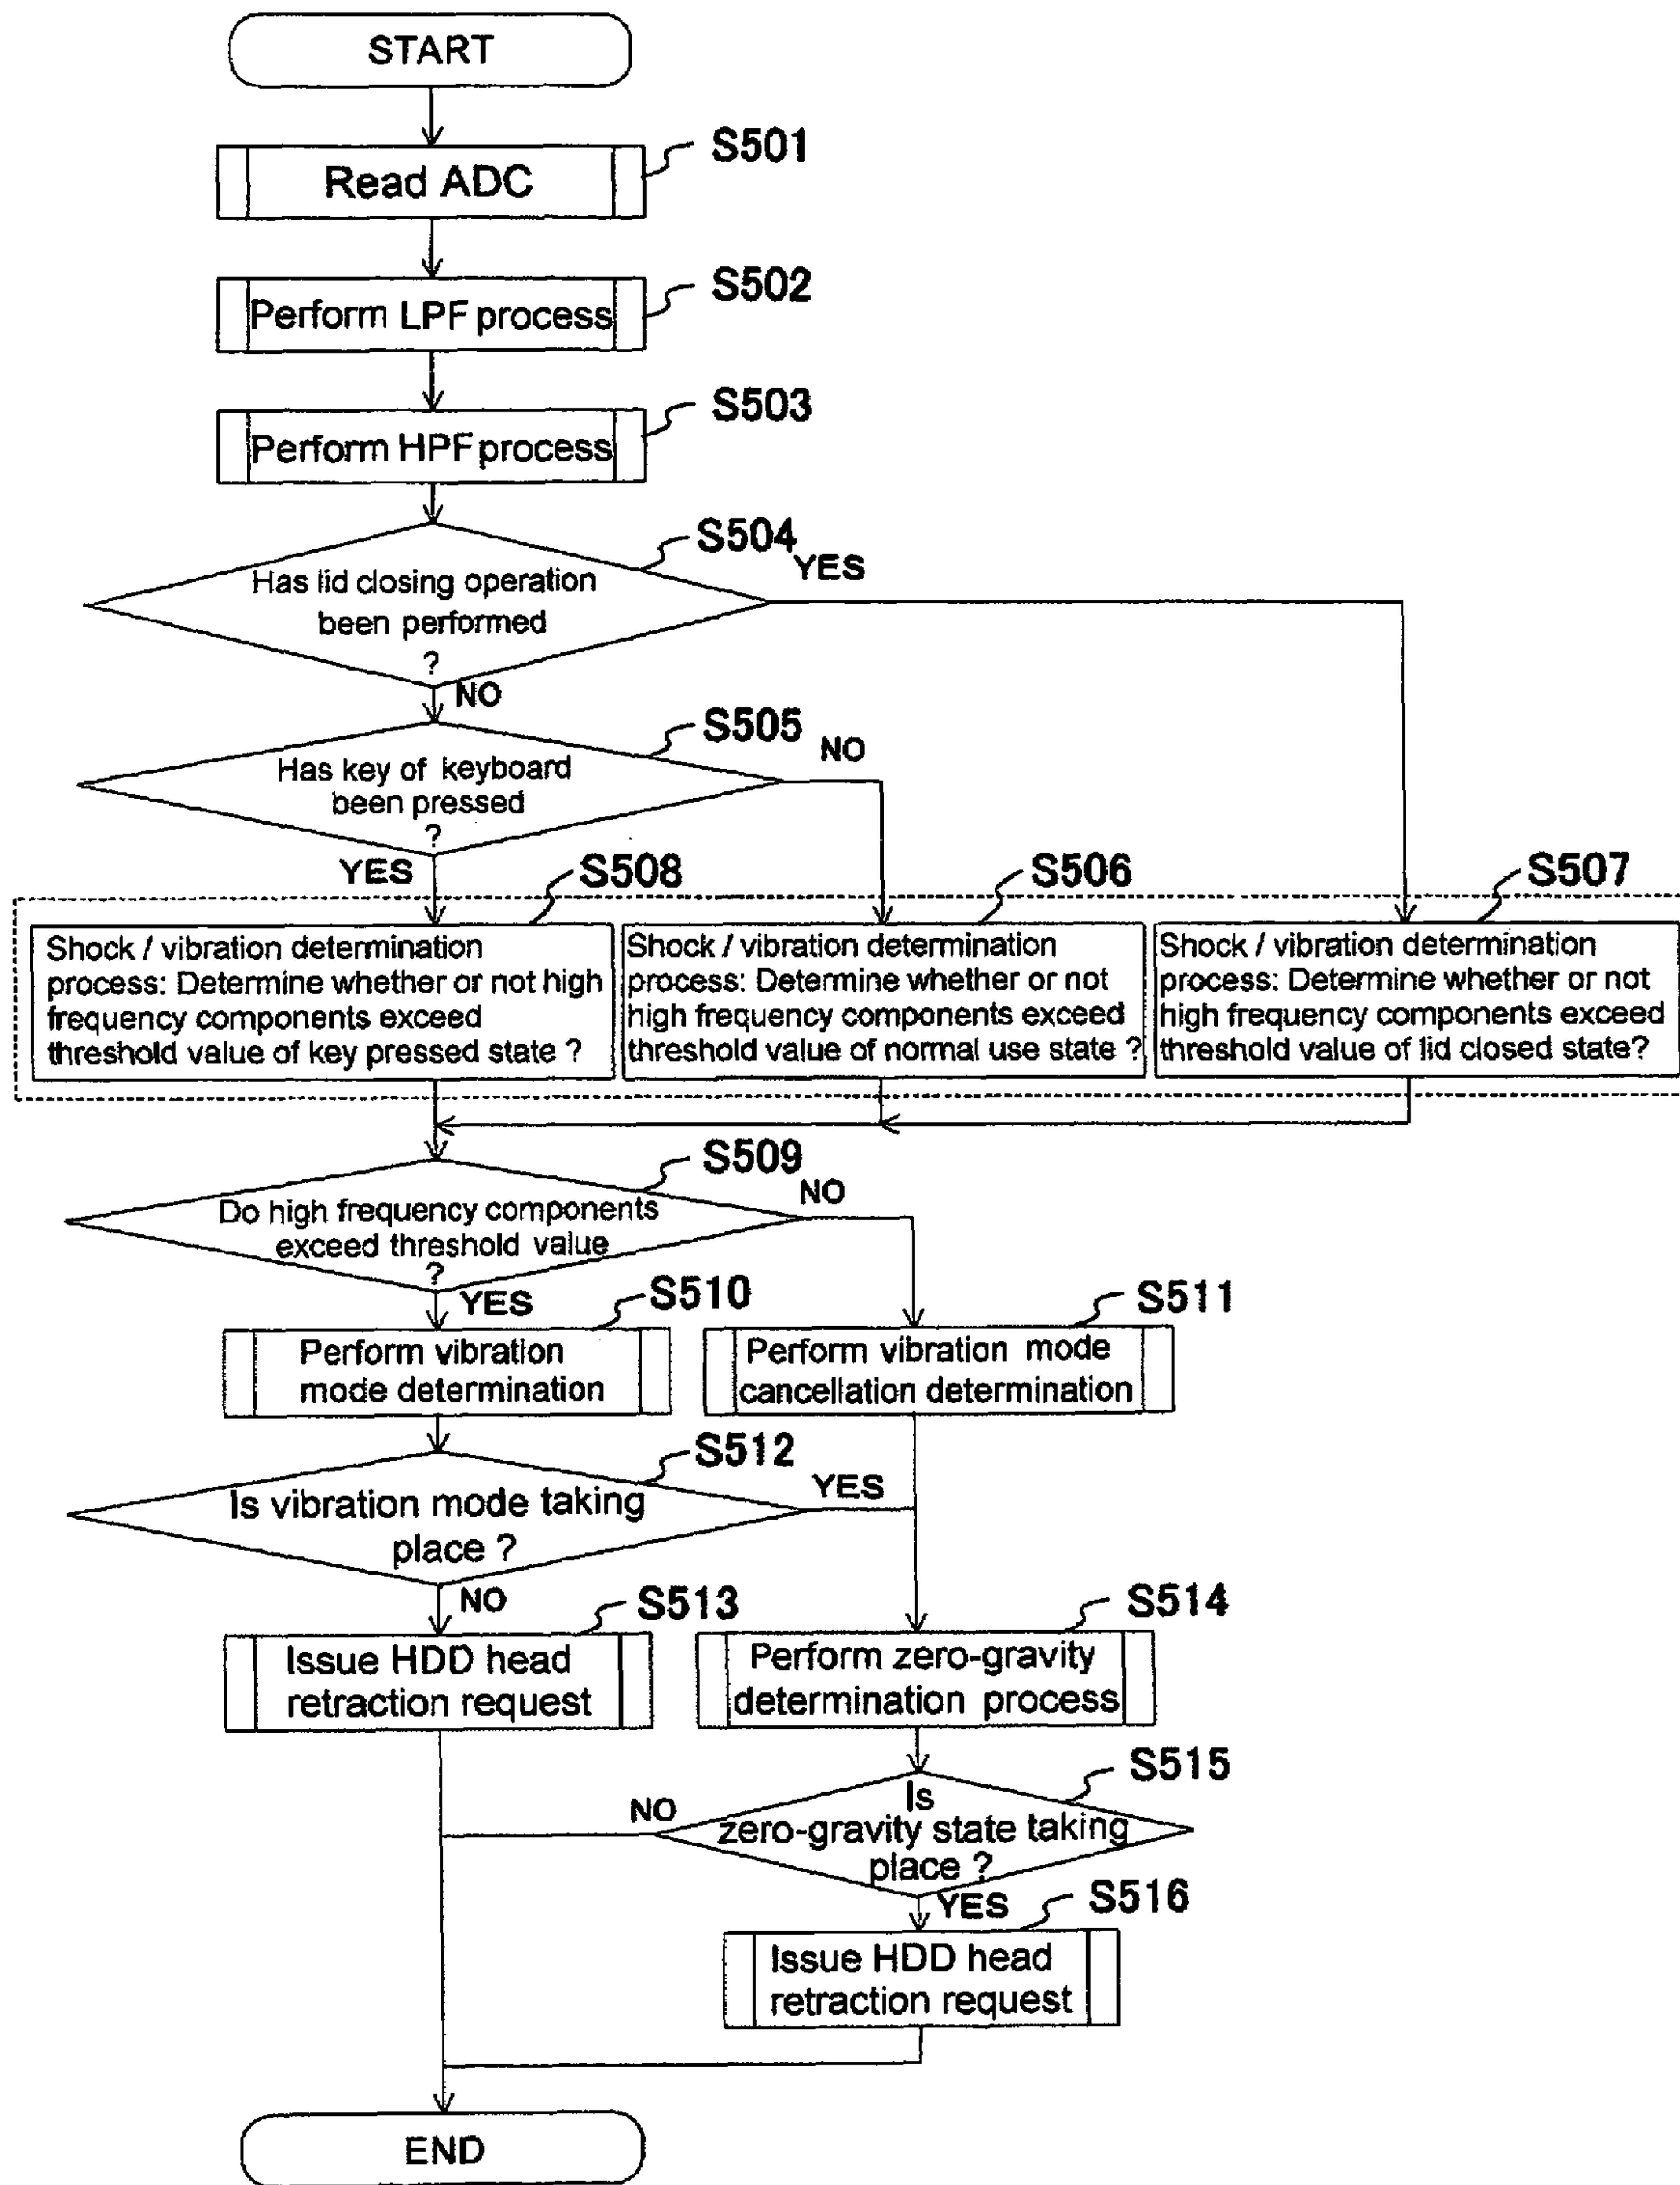 START
S501
Read ADC
S502
Perform LPF process
S503
Perform HPF process
S504
YES
Has lid closing operation
been performed
?
NO
S505
NO
Has key of keyboard
been pressed
?
YES
S508
S506
S507
Shock / vibration determination
process: Determine whether or not high
frequency components exceed
threshold value of key pressed state ?
Shock / vibration determination
process: Determine whether or not
high frequency components exceed
threshold value of normal use state ?
Shock / vibration determination
process: Determine whether or not
high frequency components exceed
threshold value of lid closed state?
S509
NO
Do high frequency components
exceed threshold value
?
YES
S510
S511
Perform vibration
mode determination
Perform vibration mode
cancellation determination
S512
YES
Is vibration mode taking
place ?
NO
S513
S514
Issue HDD head
retraction request
Perform zero-gravity
determination process
S515
NO
Is
zero-gravity state taking
place ?
YES
S516
Issue HDD head
retraction request
END